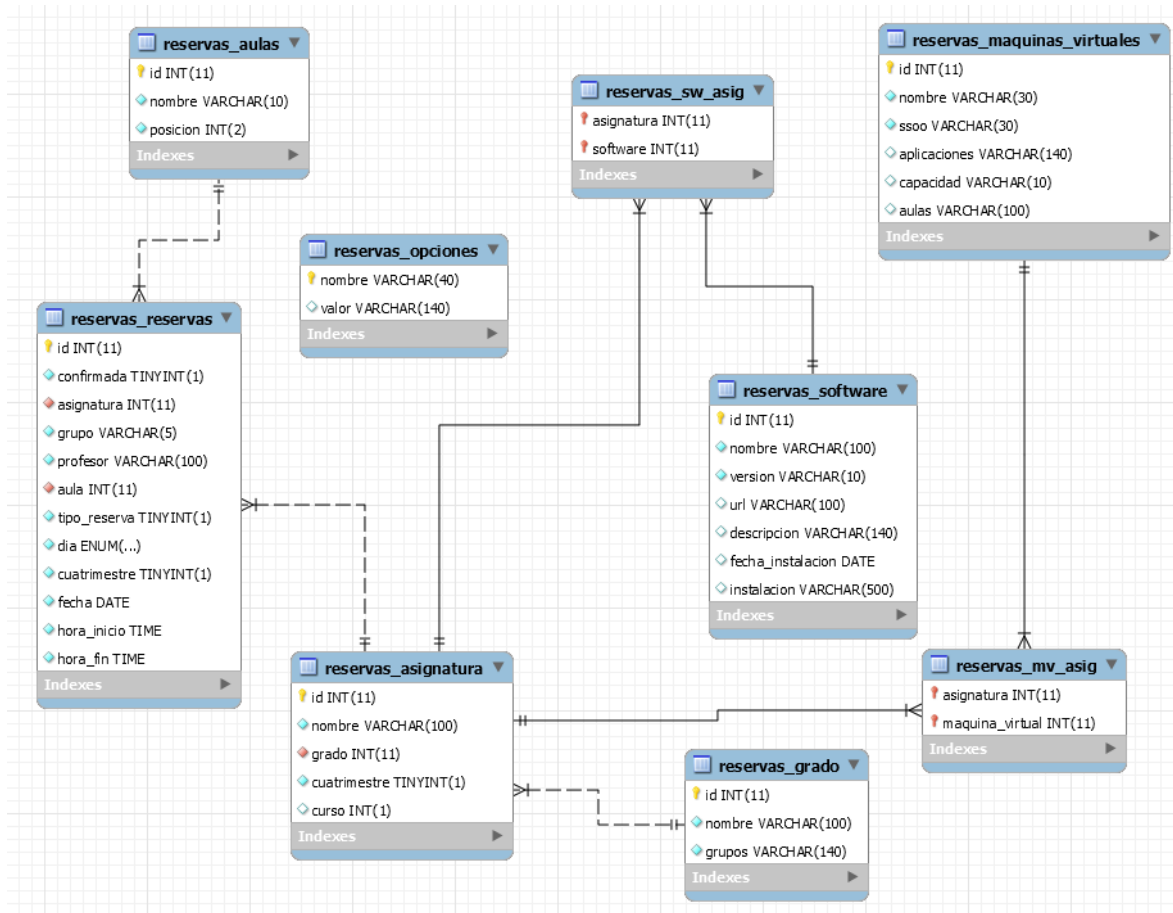 reservas_aulas
id INT(11)
nombre VARCHAR(10)
posicion INT(2)
Indexes
reservas_sw_asig
asignatura INT(11)
software INT(11)
Indexes
reservas_maquinas_virtuales
id INT(11)
nombre VARCHAR(30)
ssoo VARCHAR(30)
aplicaciones VARCHAR(140)
capacidad VARCHAR(10)
aulas VARCHAR(100)
Indexes
reservas_opciones
nombre VARCHAR(40)
valor VARCHAR(140)
Indexes
reservas_reservas
id INT(11)
confirmada TINYINT(1)
asignatura INT(11)
grupo VARCHAR(5)
profesor VARCHAR(100)
aula INT(11)
tipo_reserva TINYINT(1)
dia ENUM(...)
cuatrimestre TINYINT(1)
fecha DATE
hora_inicio TIME
hora_fin TIME
Indexes
reservas_software
id INT(11)
nombre VARCHAR(100)
version VARCHAR(10)
url VARCHAR(100)
descripcion VARCHAR(140)
fecha_instalacion DATE
instalacion VARCHAR(500)
Indexes
reservas_asignatura
id INT(11)
nombre VARCHAR(100)
grado INT(11)
cuatrimestre TINYINT(1)
curso INT(1)
Indexes
reservas_mv_asig
asignatura INT(11)
maquina_virtual INT(11)
Indexes
reservas_grado
id INT(11)
nombre VARCHAR(100)
grupos VARCHAR(140)
Indexes